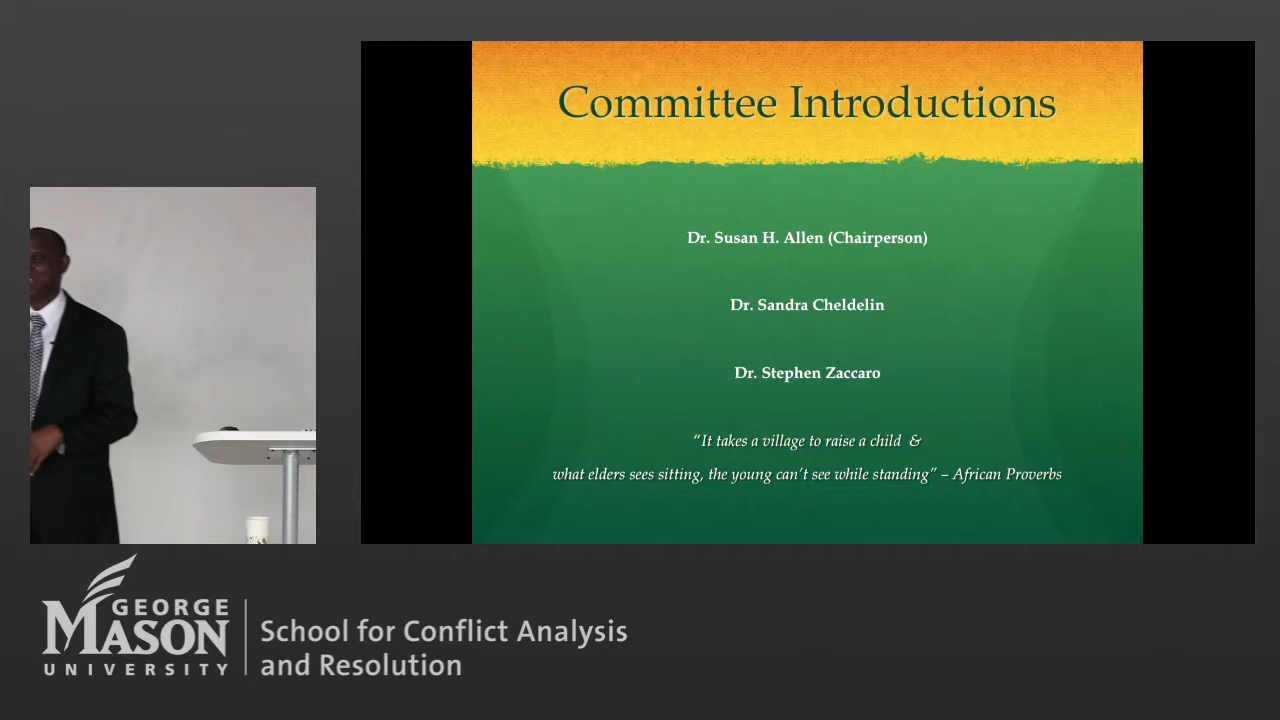 Committee Introductions
Dr. Susan H. Allen (Chairperson)
Dr. Sandra Cheldelin
Dr. Stephen Zaccaro
“It takes a village to raise a child &
what elders sees sitting, the young can’t see while standing” – African Proverbs
GEORGE
MASON
UNIVERSITY
School for Conflict Analysis
and Resolution